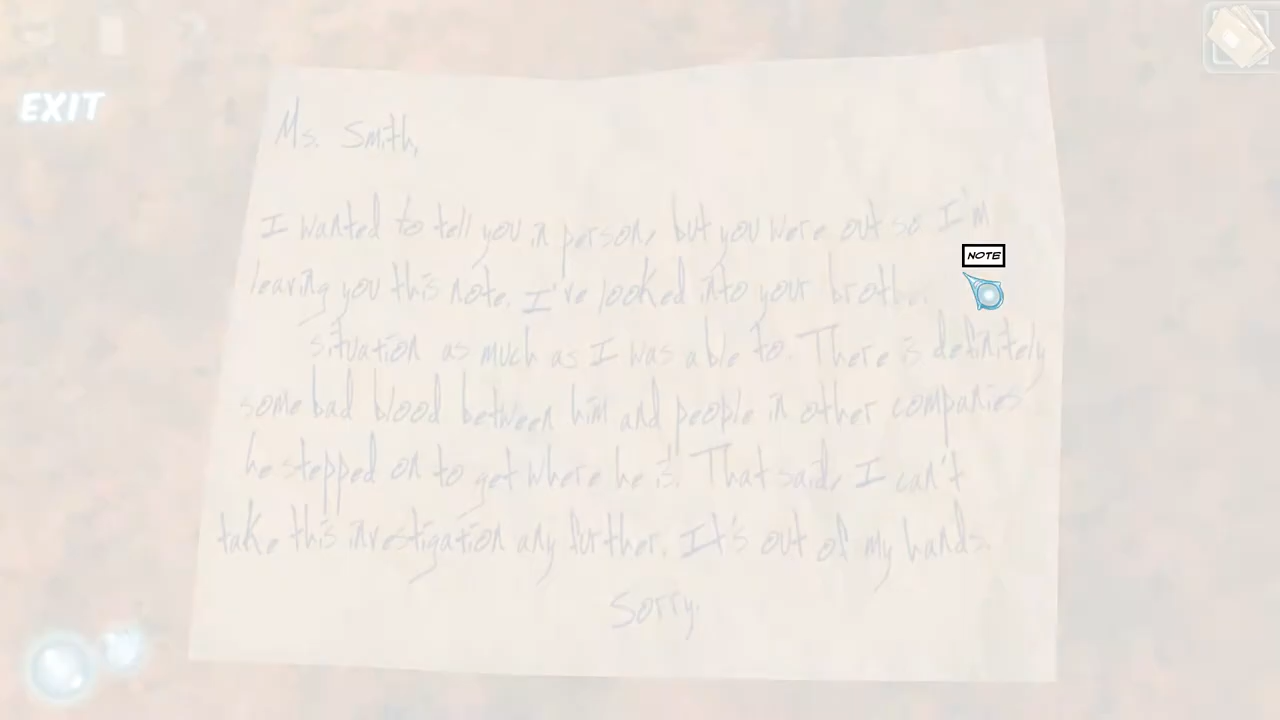 EXIT
Ms. Smith,
I wanted to tell you in person, but you were out so I'm
NOTE
leaving you this note. I've looked into your brother
situation as much as I was able to. There is definitely
some bad blood between him and people in other companies
he stepped on to get where he is. That said, I can't
take this investigation any further. It's out of my hands.
Sorry.